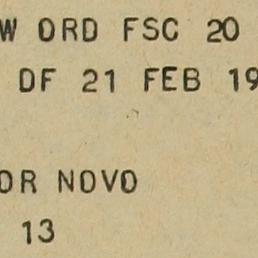 W ORD FSC 20
DF 21 FEB 19
OR NOVO
13